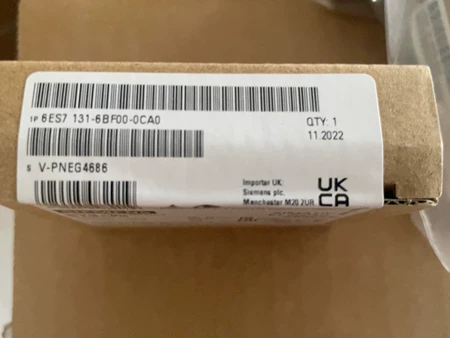 1P 6ES7 131-6BF00-0CA0
QTY: 1
11.2022
S V-PNEG4686
Importer UK:
Siemens plc.
Manchester M20 2UR
UK
CA